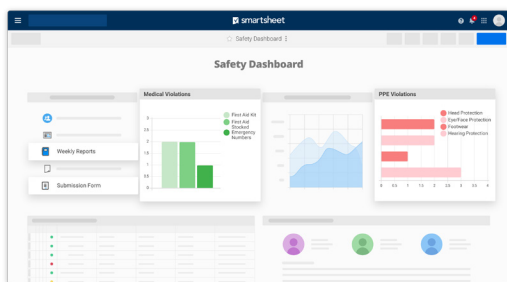 smartsheet
Safety Dashboard
Safety Dashboard
Medical Violations
First Aid Kit
First Aid
Stocked
Emergency
Numbers
3
2.5
2
1
0.5
0
Weekly Reports
Submission Form
PPE Violations
Head Protection
Eye/Face Protection
Footwear
Hearing Protection
0 0.5 1 1.5 2 2.5 3 3.5 4